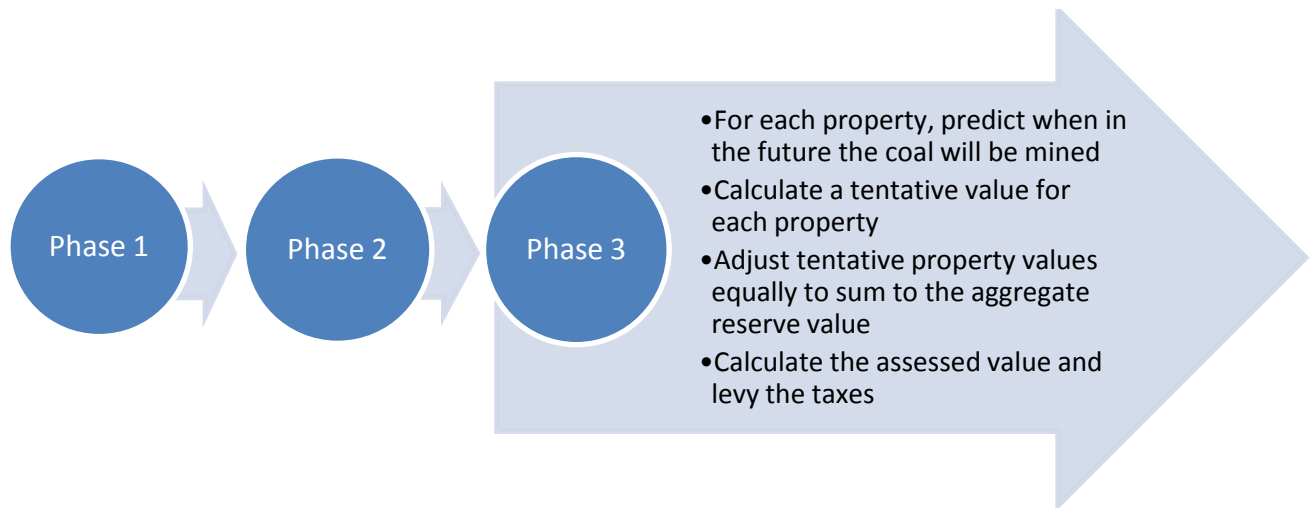 Phase 1
Phase 2
Phase 3
•For each property, predict when in
the future the coal will be mined
•Calculate a tentative value for
each property
•Adjust tentative property values
equally to sum to the aggregate
reserve value
•Calculate the assessed value and
levy the taxes